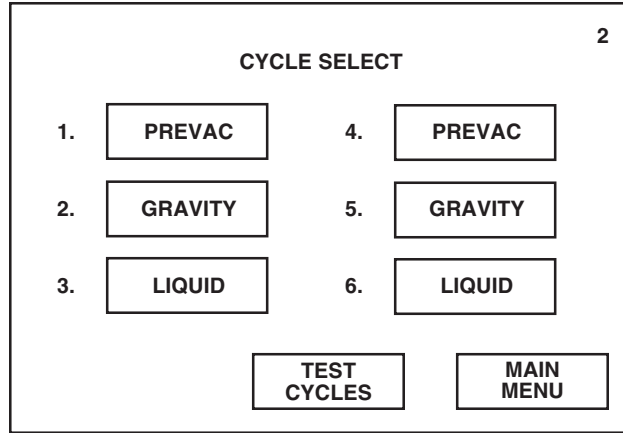 2
CYCLE SELECT
1. PREVAC 4. PREVAC
2. GRAVITY 5. GRAVITY
3. LIQUID 6. LIQUID
TEST
CYCLES
MAIN
MENU